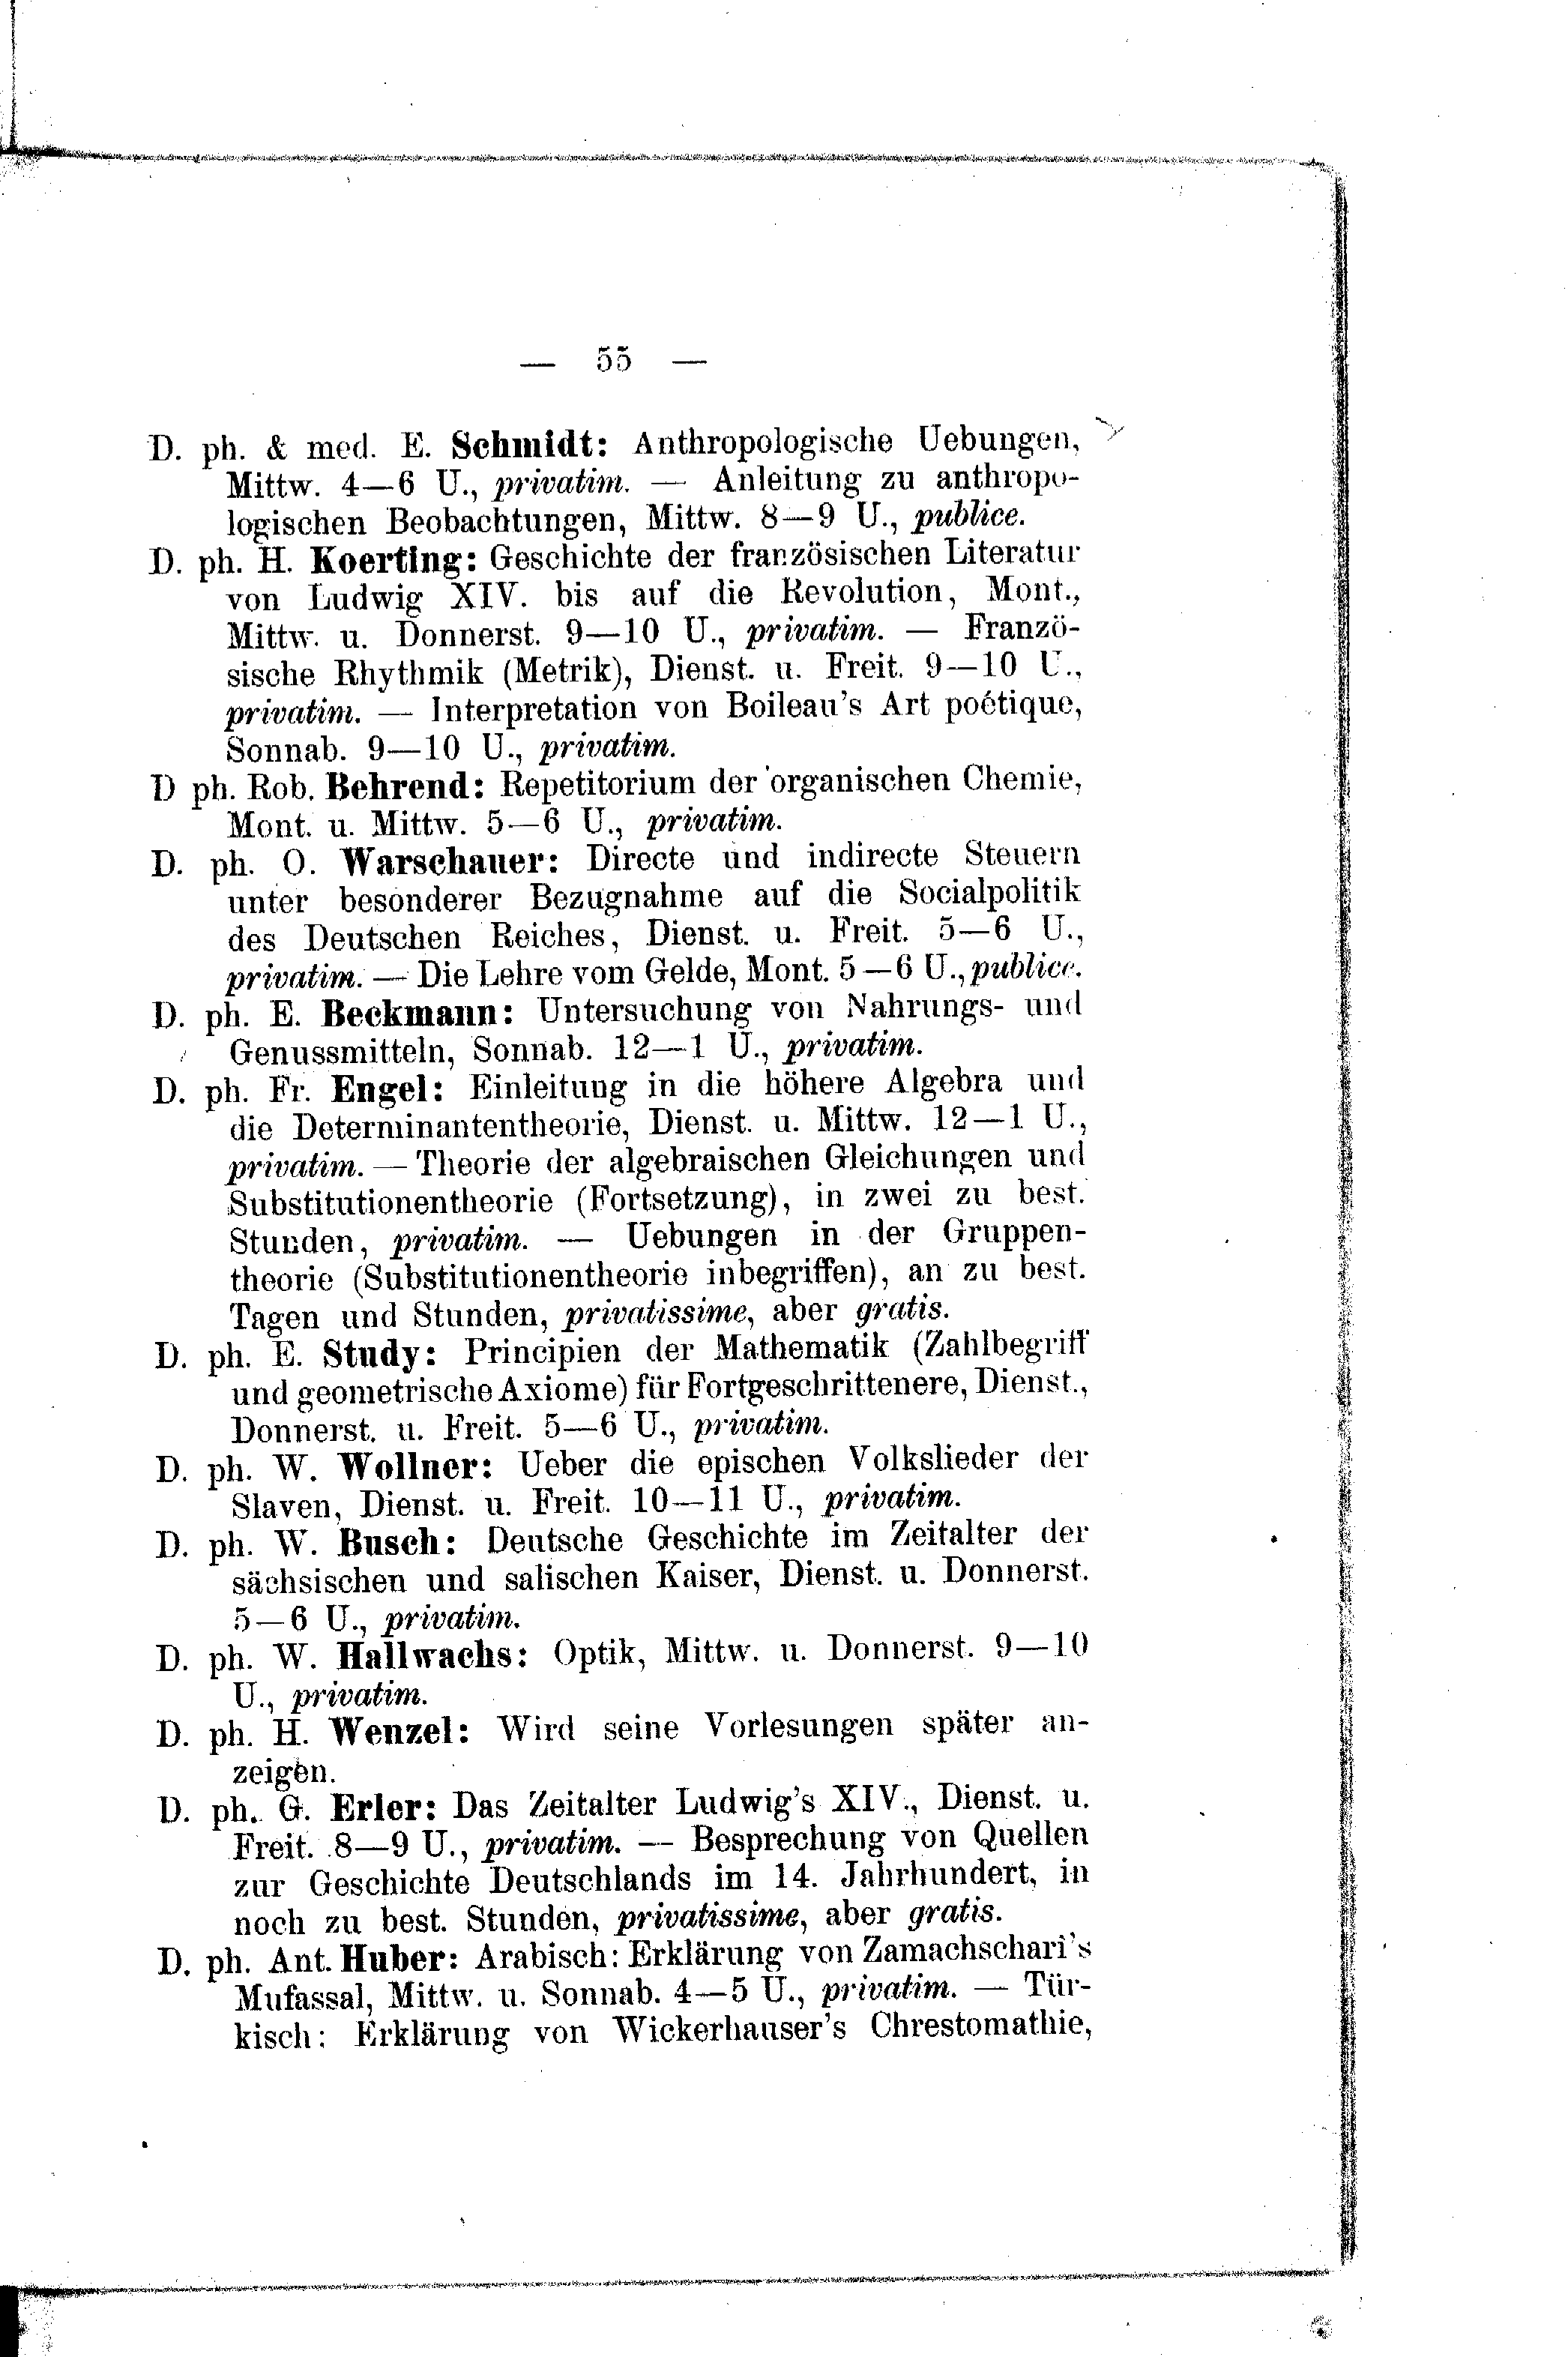 — 55 —
D. ph. & med. E. Schmidt: Anthropologische Uebungen,
Mittw. 4—6 U., privatim. — Anleitung zu anthropo-
logischen Beobachtungen, Mittw. 8—9 U., publice.
D. ph. H. Koerting: Geschichte der französischen Literatur
von Ludwig XIV. bis auf die Revolution, Mont.,
Mittw. u. Donnerst. 9—10 U., privatim. — Franzö-
sische Rhythmik (Metrik), Dienst. u. Freit. 9—10 U.,
privatim. — Interpretation von Boileau's Art poétique,
Sonnab. 9—10 U., privatim.
D ph. Rob. Behrend: Repetitorium der organischen Chemie,
Mont. u. Mittw. 5—6 U., privatim.
D. ph. O. Warschauer: Directe und indirecte Steuern
unter besonderer Bezugnahme auf die Socialpolitik
des Deutschen Reiches, Dienst. u. Freit. 5—6 U.,
privatim. — Die Lehre vom Gelde, Mont. 5—6 U., publice.
D. ph. E. Beckmann: Untersuchung von Nahrungs- und
Genussmitteln, Sonnab. 12—1 U., privatim.
D. ph. Fr. Engel: Einleitung in die höhere Algebra und
die Determinantentheorie, Dienst. u. Mittw. 12—1 U.,
privatim. — Theorie der algebraischen Gleichungen und
Substitutionentheorie (Fortsetzung), in zwei zu best.
Stunden, privatim. — Uebungen in der Gruppen-
theorie (Substitutionentheorie inbegriffen), an zu best.
Tagen und Stunden, privatissime, aber gratis.
D. ph. E. Study: Principien der Mathematik (Zahlbegriff
und geometrische Axiome) für Fortgeschrittenere, Dienst.,
Donnerst. u. Freit. 5—6 U., privatim.
D. ph. W. Wollner: Ueber die epischen Volkslieder der
Slaven, Dienst. u. Freit. 10—11 U., privatim.
D. ph. W. Busch: Deutsche Geschichte im Zeitalter der
sächsischen und salischen Kaiser, Dienst. u. Donnerst.
5—6 U., privatim.
D. ph. W. Hallwachs: Optik, Mittw. u. Donnerst. 9—10
U., privatim.
D. ph. H. Wenzel: Wird seine Vorlesungen später an-
zeigen.
D. ph. G. Erler: Das Zeitalter Ludwig's XIV., Dienst. u.
Freit. 8—9 U., privatim. — Besprechung von Quellen
zur Geschichte Deutschlands im 14. Jahrhundert, in
noch zu best. Stunden, privatissime, aber gratis.
D. ph. Ant. Huber: Arabisch: Erklärung von Zamachschari's
Mufassal, Mittw. u. Sonnab. 4—5 U., privatim. — Tür-
kisch: Erklärung von Wickerhauser's Chrestomathie,